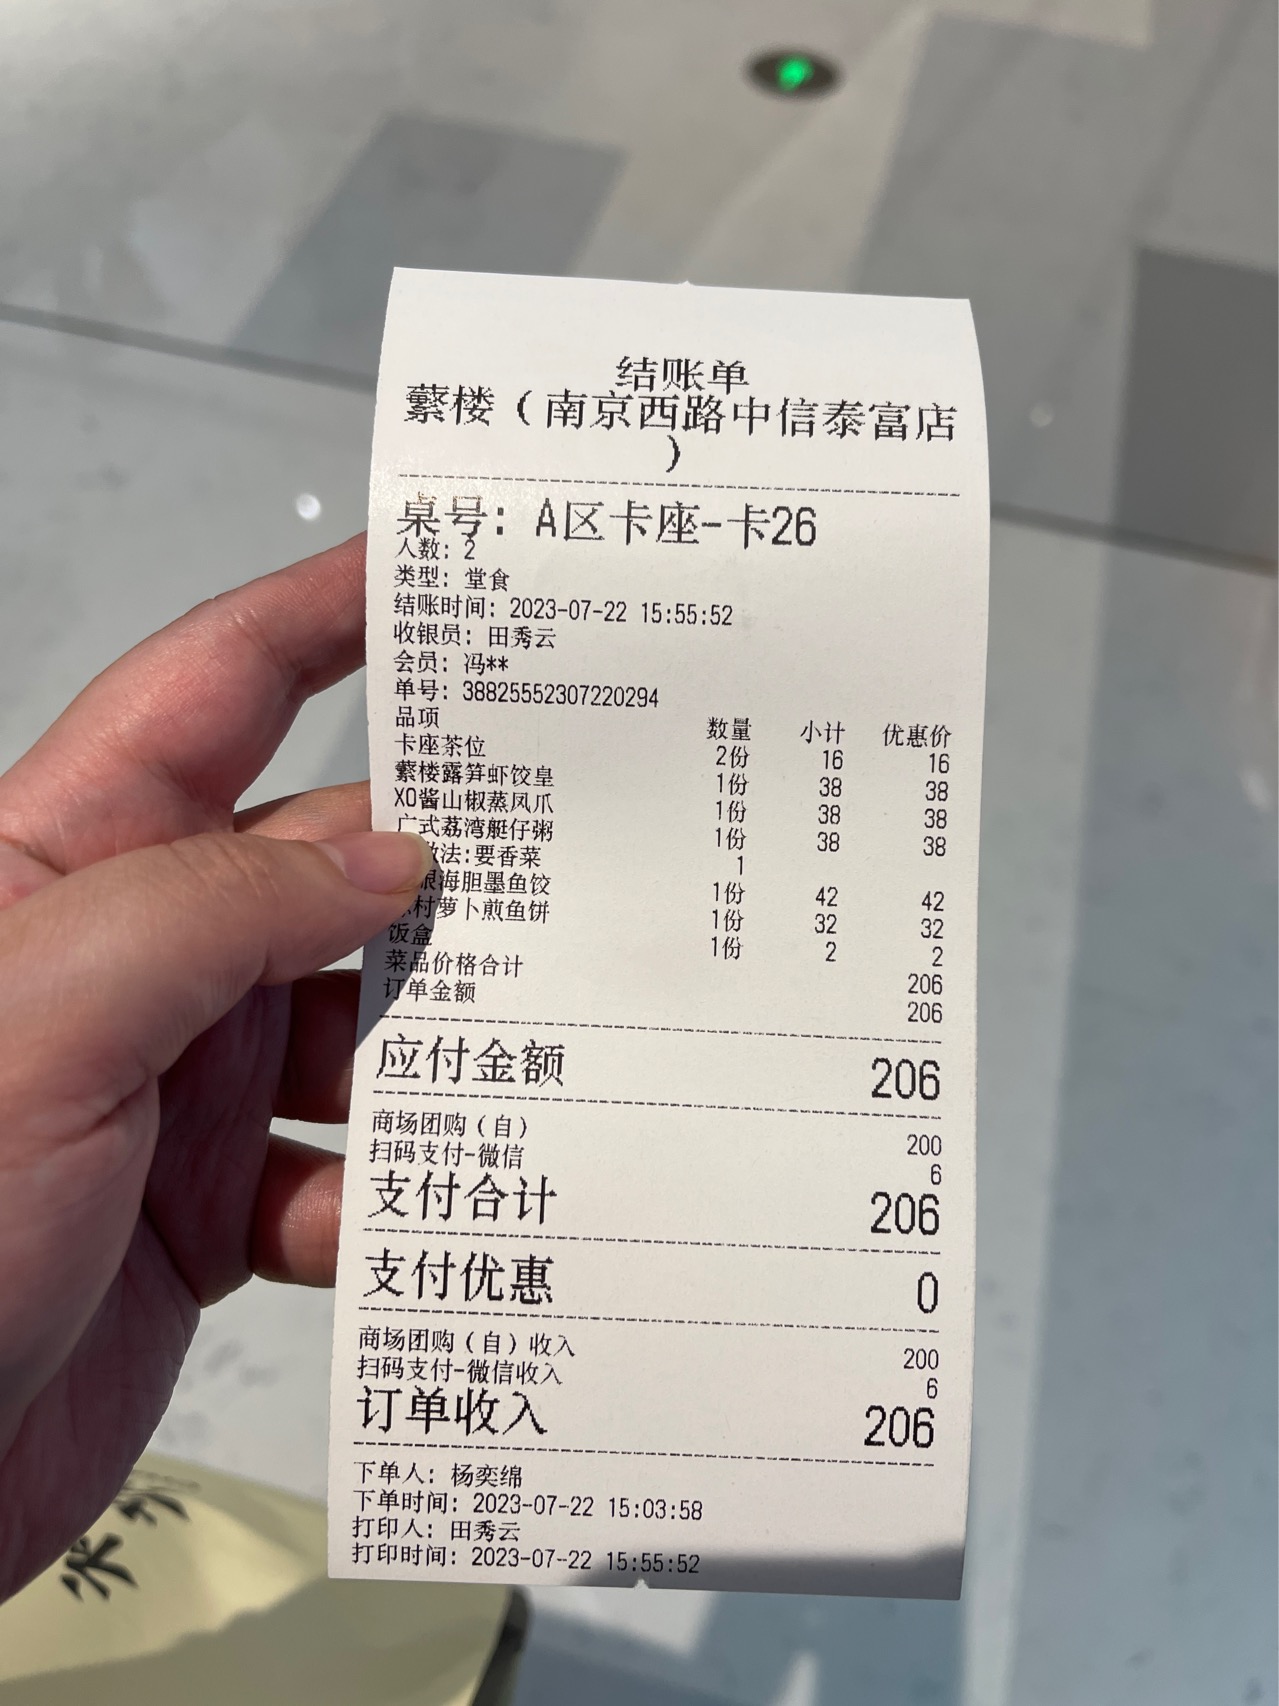 结账单
蘩楼（南京西路中信泰富店
）
桌号: A区卡座-卡26
人数: 2
类型: 堂食
结账时间: 2023-07-22 15:55:52
收银员: 田秀云
会员: 冯**
单号: 38825552307220294
品项 数量 小计 优惠价
卡座茶位 2份 16 16
蘩楼露笋虾饺皇 1份 38 38
XO酱山椒蒸凤爪 1份 38 38
广式荔湾艇仔粥 1份 38 38
法:要香菜 1
海胆墨鱼饺 1份 42 42
村萝卜煎鱼饼 1份 32 32
饭盒 1份 2 2
菜品价格合计 206
订单金额 206
应付金额 206
商场团购（自） 200
扫码支付-微信 6
支付合计 206
支付优惠 0
商场团购（自）收入 200
扫码支付-微信收入 6
订单收入 206
下单人: 杨奕绵
下单时间: 2023-07-22 15:03:58
打印人: 田秀云
打印时间: 2023-07-22 15:55:52